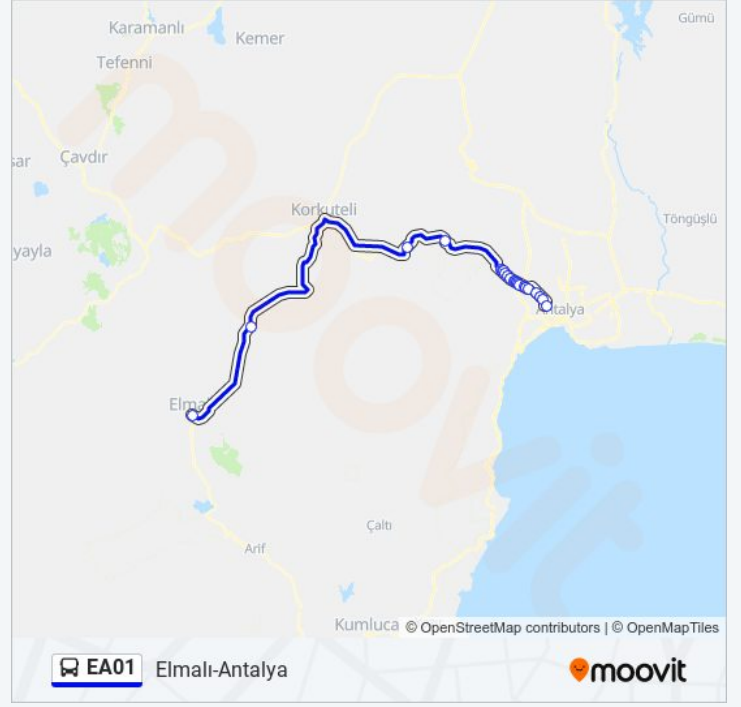 Gümü
Karamanlı
Kemer
Tefenni
sar
Çavdır
Korkuteli
Töngüşlü
yayla
Antalya
Elmalı
Çaltı
Arif
Kumluca
© OpenStreetMap contributors | © OpenMapTiles
EA01 Elmalı-Antalya
moovit
moovit